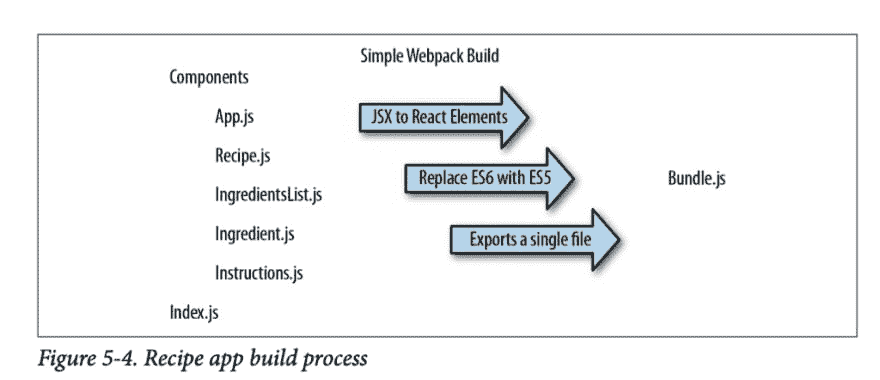 Simple Webpack Build
Components
App.js
Recipe.js
IngredientsList.js
Ingredient.js
Instructions.js
Index.js
JSX to React Elements
Replace ES6 with ES5
Exports a single file
Bundle.js
Figure 5-4. Recipe app build process